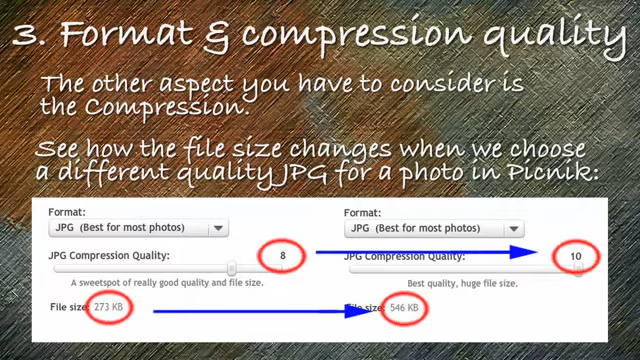 3. Format & compression quality
The other aspect you have to consider is
the Compression.
See how the file size changes when we choose
a different quality JPG for a photo in Picnik:
Format:
JPG (Best for most photos)
JPG Compression Quality: 8
A sweetspot of really good quality and file size.
File size: 273 KB
Format:
JPG (Best for most photos)
JPG Compression Quality: 10
Best quality, huge file size.
File size: 546 KB